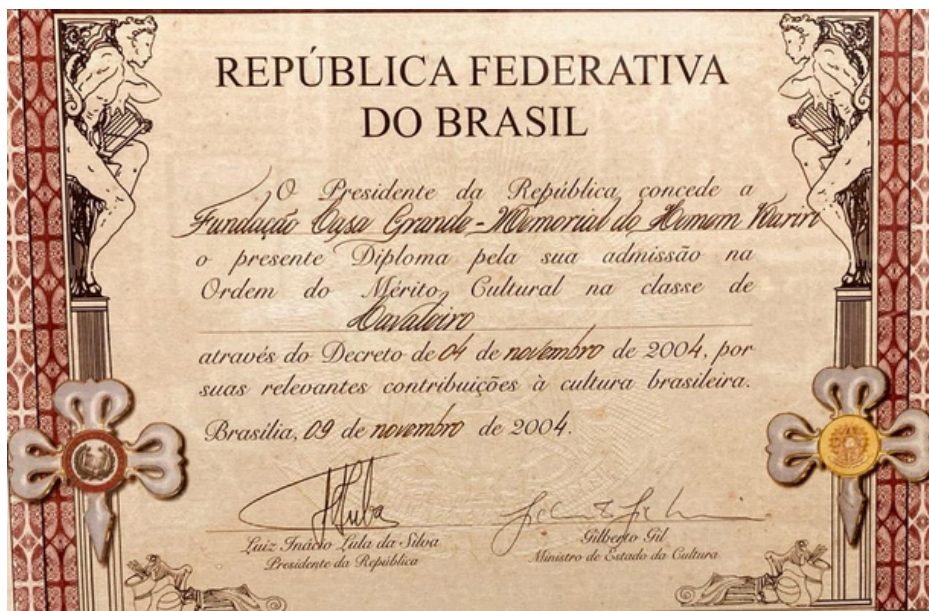 REPÚBLICA FEDERATIVA
DO BRASIL
O Presidente da República concede a
Fundação Casa Grande - Memorial do Homem Kariri
o presente Diploma pela sua admissão na
Ordem do Mérito Cultural na classe de
Cavaleiro
através do Decreto de 04 de novembro de 2004, por
suas relevantes contribuições à cultura brasileira.
Brasília, 09 de novembro de 2004.
Luiz Inácio Lula da Silva
Presidente da República
Gilberto Gil
Ministro de Estado da Cultura